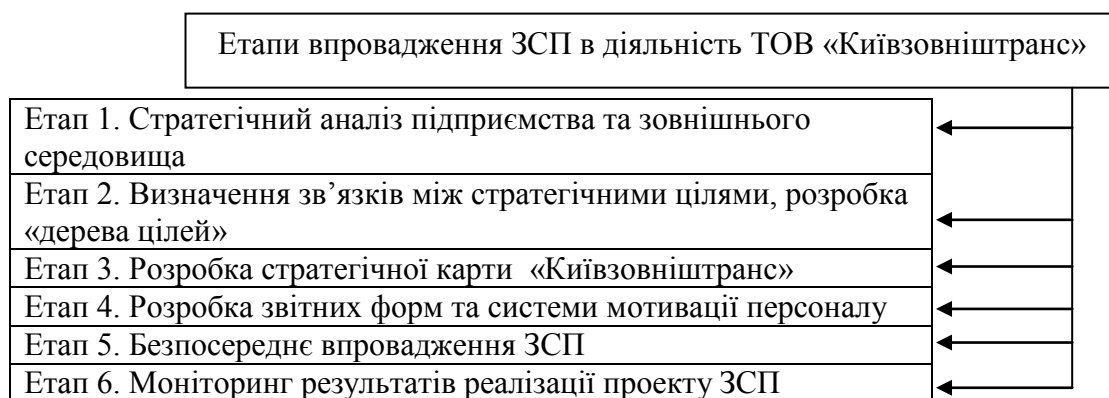 Етапи впровадження ЗСП в діяльність ТОВ «Київзовніштранс»
Етап 1. Стратегічний аналіз підприємства та зовнішнього
середовища
Етап 2. Визначення зв’язків між стратегічними цілями, розробка
«дерева цілей»
Етап 3. Розробка стратегічної карти «Київзовніштранс»
Етап 4. Розробка звітних форм та системи мотивації персоналу
Етап 5. Безпосереднє впровадження ЗСП
Етап 6. Моніторинг результатів реалізації проекту ЗСП